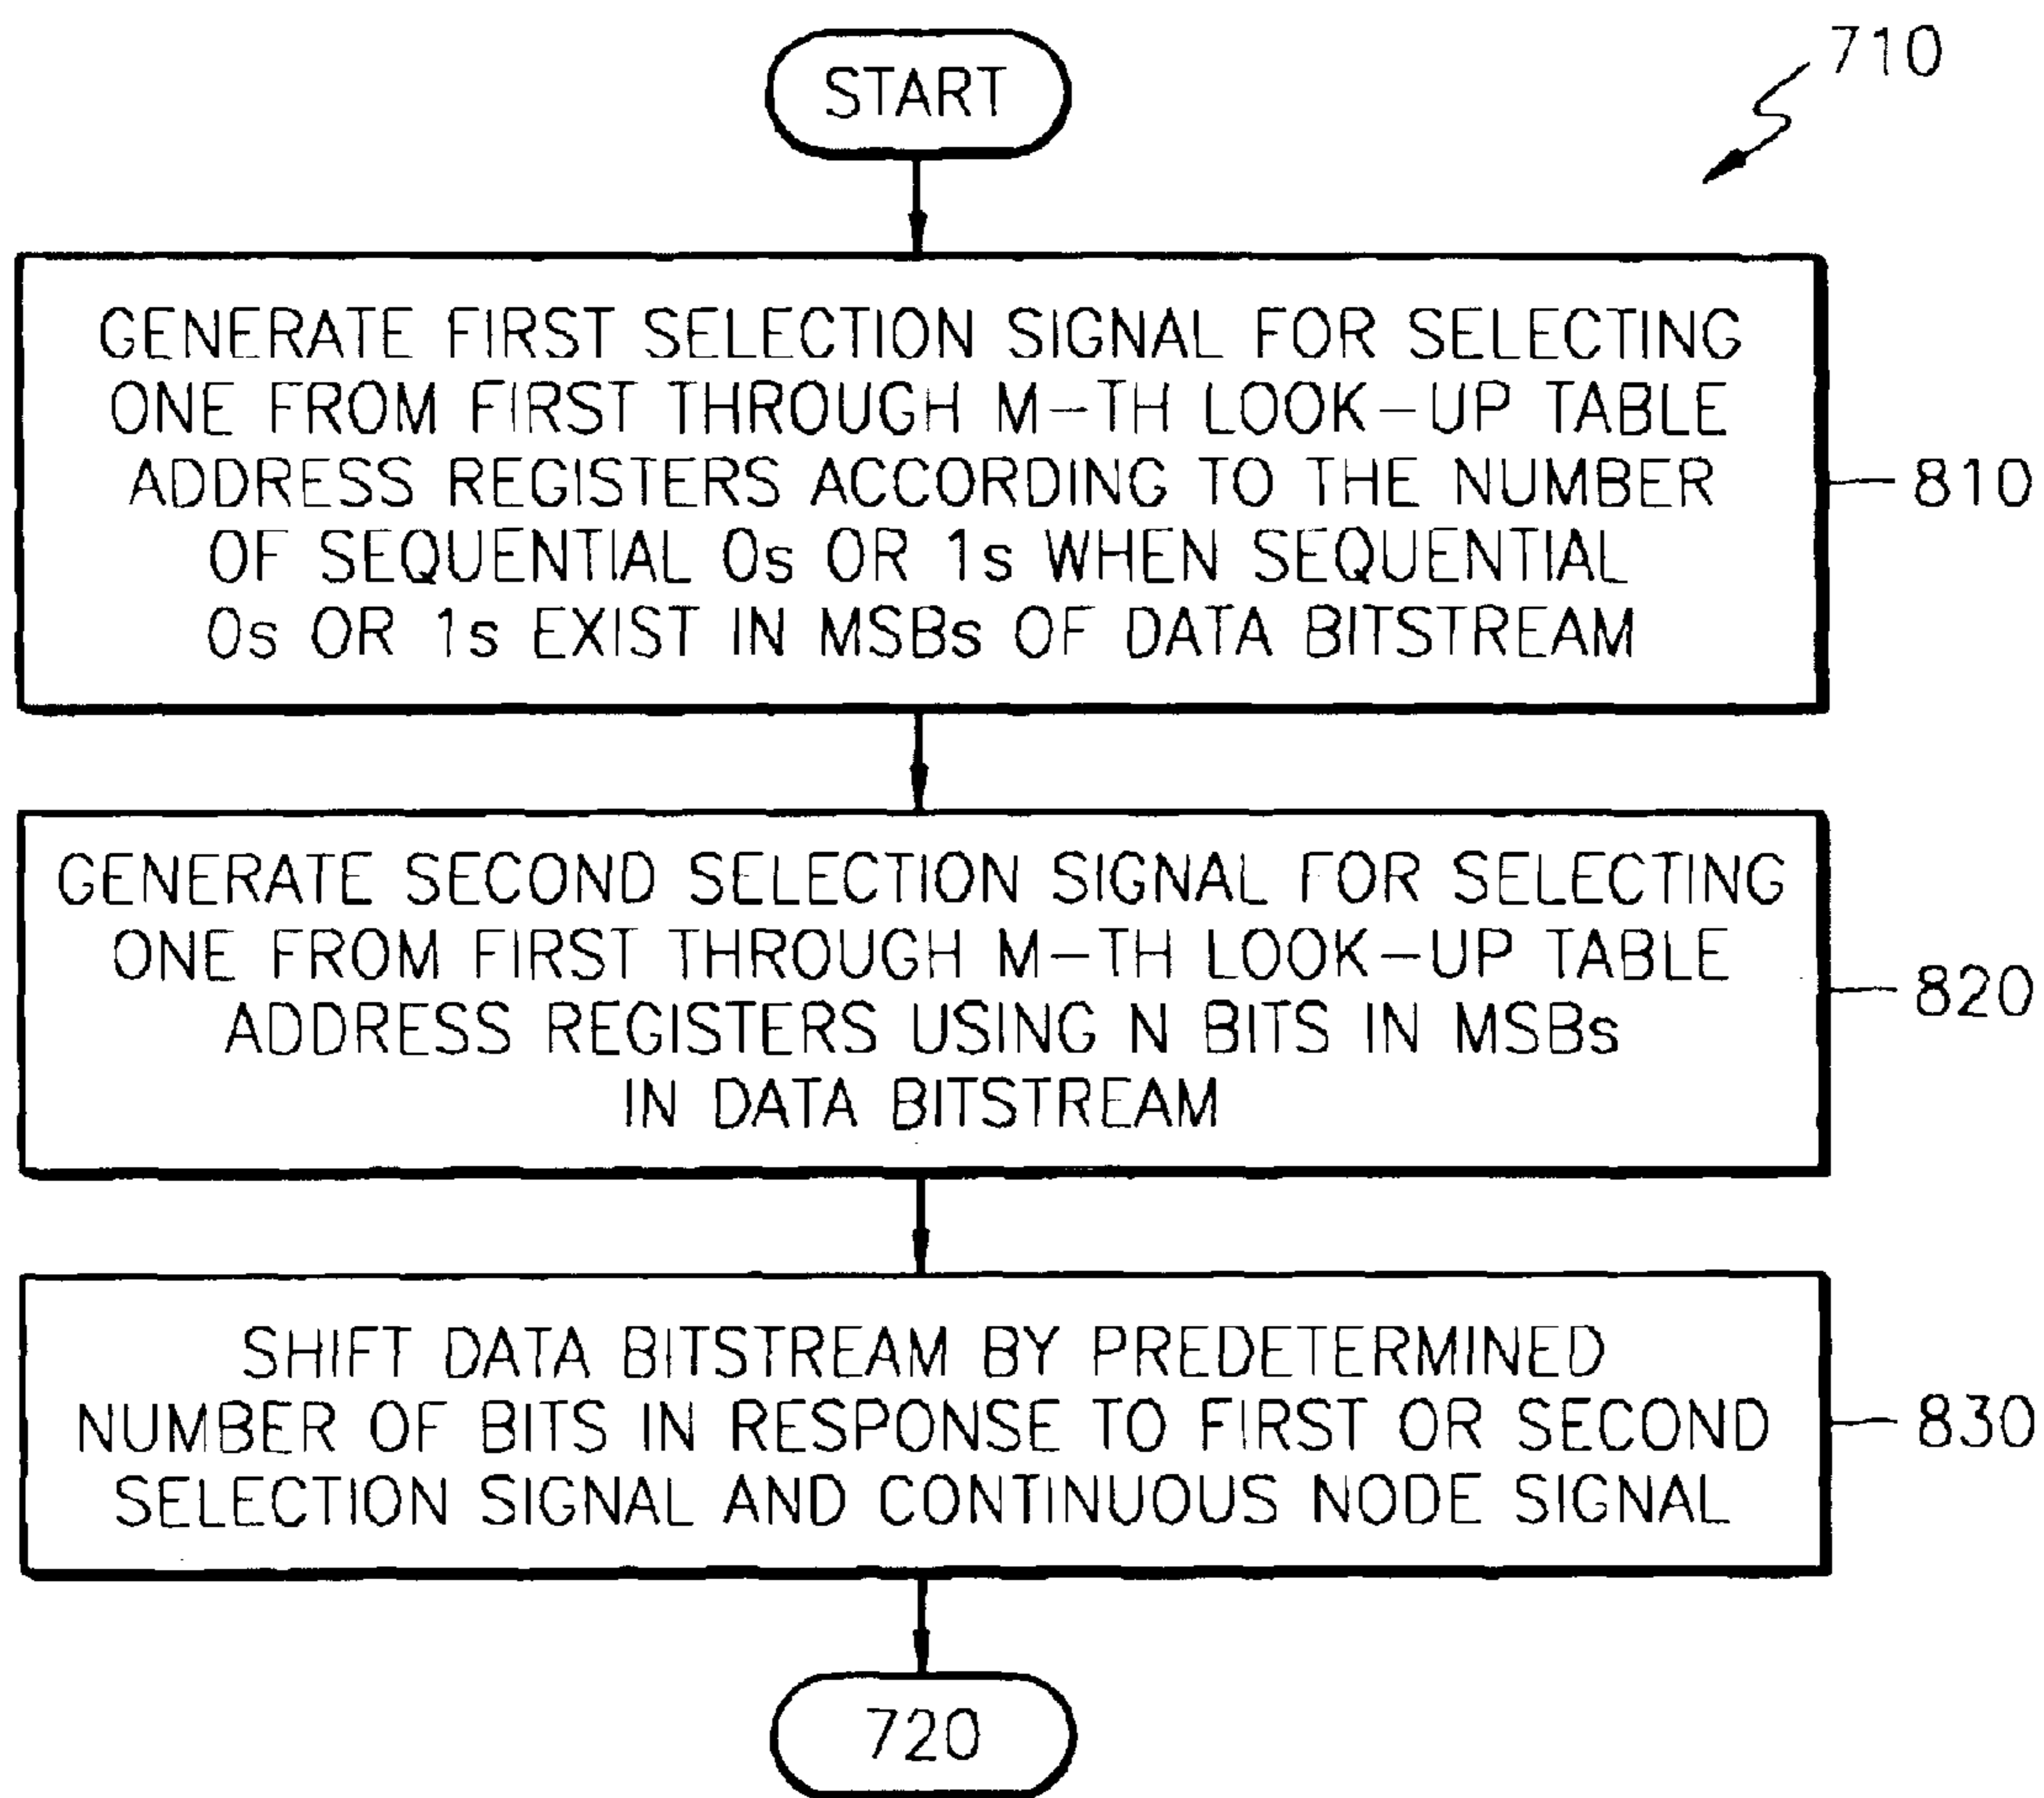 START
710
GENERATE FIRST SELECTION SIGNAL FOR SELECTING
ONE FROM FIRST THROUGH M-TH LOOK-UP TABLE
ADDRESS REGISTERS ACCORDING TO THE NUMBER
OF SEQUENTIAL 0s OR 1s WHEN SEQUENTIAL
0s OR 1s EXIST IN MSBs OF DATA BITSTREAM
810
GENERATE SECOND SELECTION SIGNAL FOR SELECTING
ONE FROM FIRST THROUGH M-TH LOOK-UP TABLE
ADDRESS REGISTERS USING N BITS IN MSBs
IN DATA BITSTREAM
820
SHIFT DATA BITSTREAM BY PREDETERMINED
NUMBER OF BITS IN RESPONSE TO FIRST OR SECOND
SELECTION SIGNAL AND CONTINUOUS NODE SIGNAL
830
720